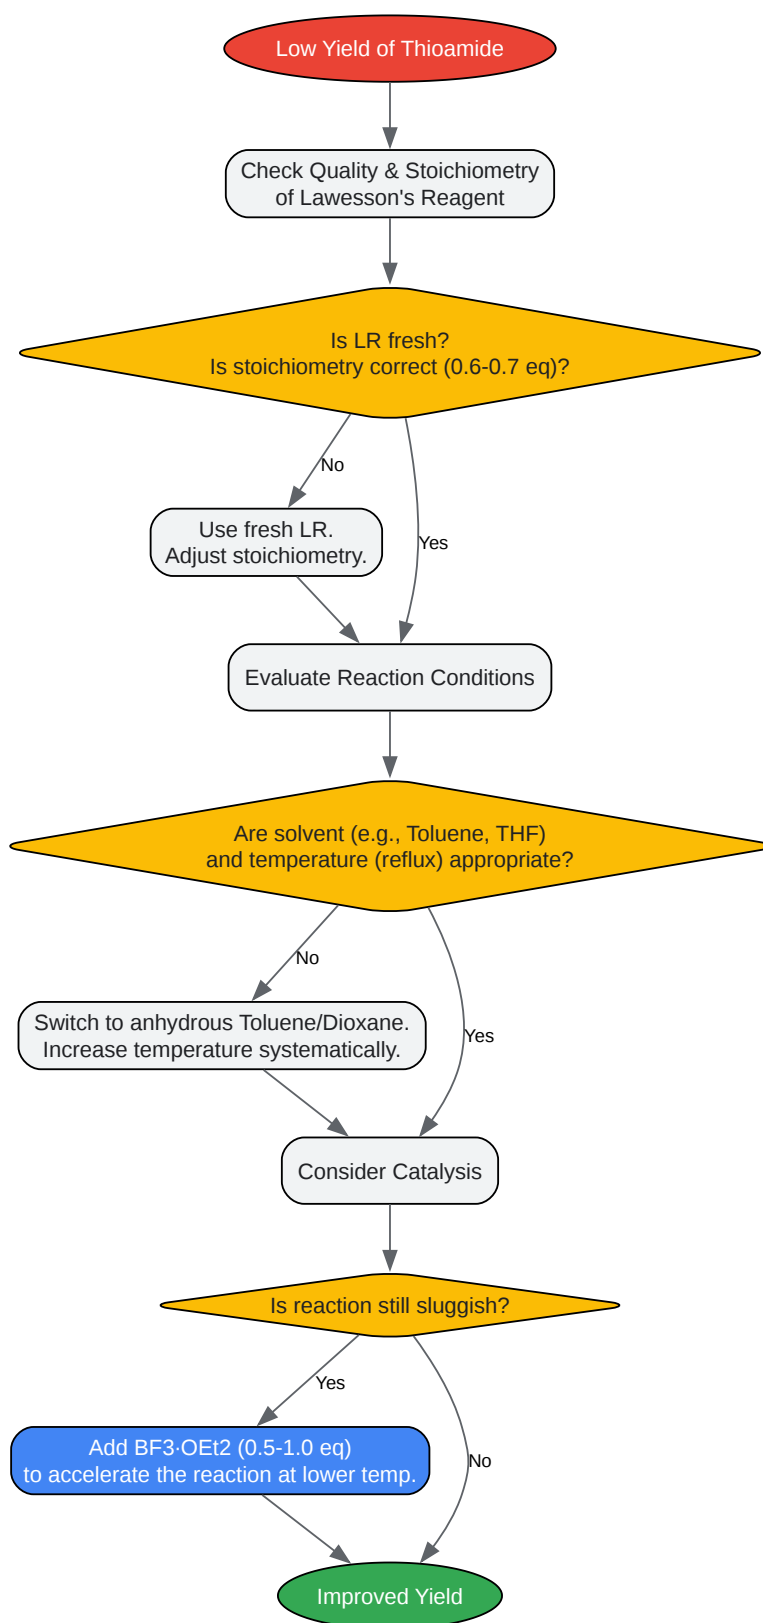 Low Yield of Thioamide
Check Quality & Stoichiometry
of Lawesson's Reagent
Is LR fresh?
Is stoichiometry correct (0.6-0.7 eq)?
No
Use fresh LR.
Adjust stoichiometry.
Yes
Evaluate Reaction Conditions
Are solvent (e.g., Toluene, THF)
and temperature (reflux) appropriate?
No
Switch to anhydrous Toluene/Dioxane.
Increase temperature systematically.
Yes
Consider Catalysis
Is reaction still sluggish?
Yes
Add BF3·OEt2 (0.5-1.0 eq)
to accelerate the reaction at lower temp.
No
Improved Yield